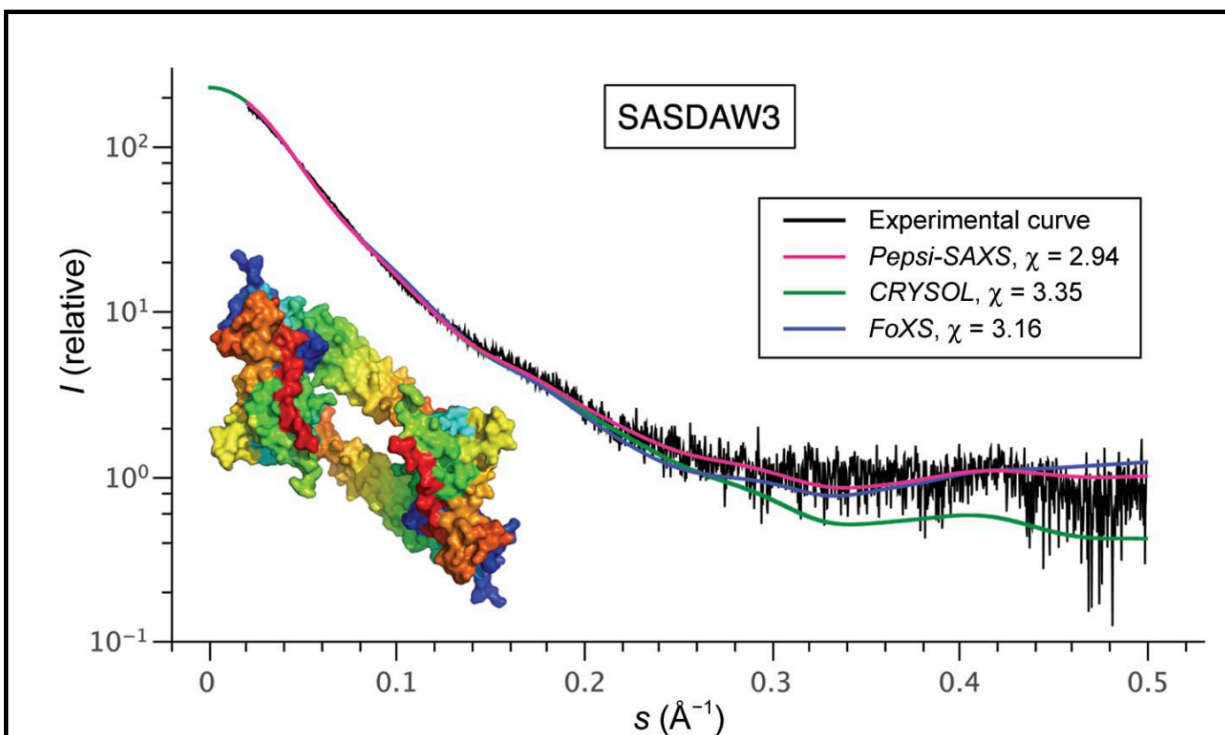 SASDAW3
Experimental curve
Pepsi-SAXS, χ = 2.94
CRYSOL, χ = 3.35
FoXS, χ = 3.16
I (relative)
10²
10¹
10⁰
10⁻¹
0 0.1 0.2 0.3 0.4 0.5
s (Å⁻¹)